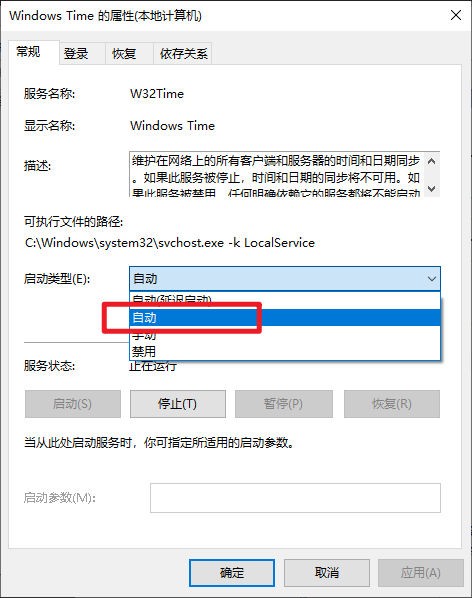 Windows Time 的属性(本地计算机)
常规 登录 恢复 依存关系
服务名称: W32Time
显示名称: Windows Time
描述: 维护在网络上的所有客户端和服务器的时间和日期同步
。如果此服务被停止，时间和日期的同步将不可用。如
果此服务被禁用，任何明确依赖它的服务都将不能启动
可执行文件的路径:
C:\Windows\system32\svchost.exe -k LocalService
启动类型(E): 自动
自动(延迟启动)
自动
手动
禁用
服务状态: 正在运行
启动(S) 停止(T) 暂停(P) 恢复(R)
当从此处启动服务时，你可指定所适用的启动参数。
启动参数(M):
确定 取消 应用(A)